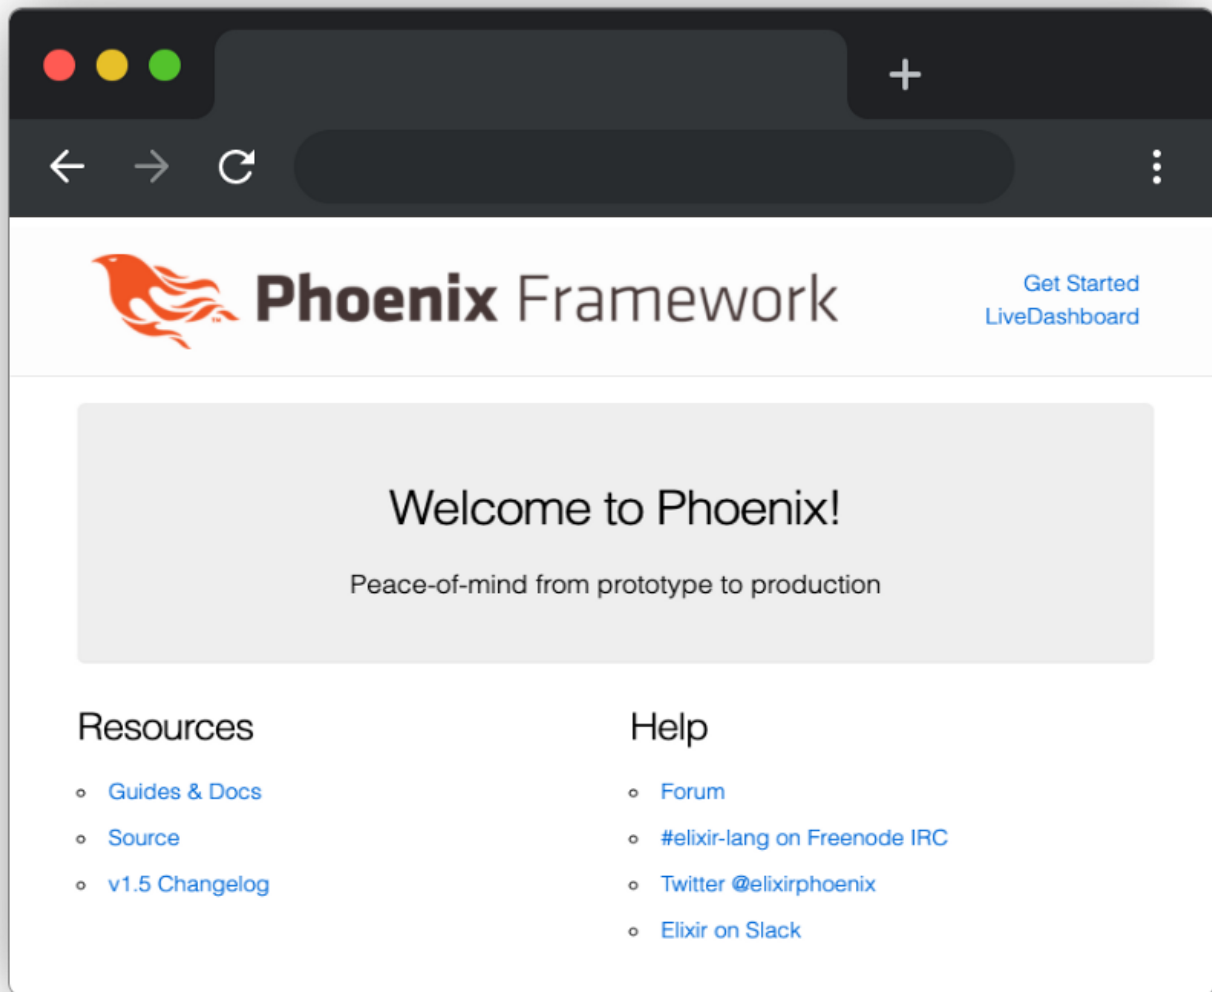 Phoenix Framework
Get Started
LiveDashboard
Welcome to Phoenix!
Peace-of-mind from prototype to production
Resources
Guides & Docs
Source
v1.5 Changelog
Help
Forum
#elixir-lang on Freenode IRC
Twitter @elixirphoenix
Elixir on Slack